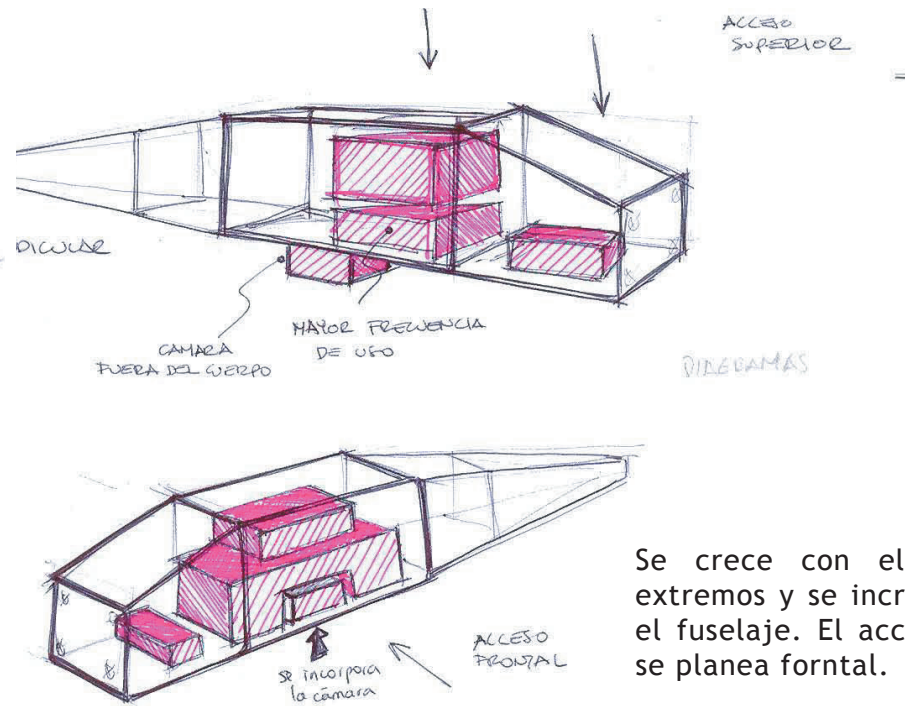 ACCESO
SUPERIOR
DICULAR
CAMARA
FUERA DEL CUERPO
MAYOR FRECUENCIA
DE USO
DIAGRAMAS
se incorpora
la cámara
ACCESO
FRONTAL
Se crece con el
extremos y se incr
el fuselaje. El acc
se planea forntal.